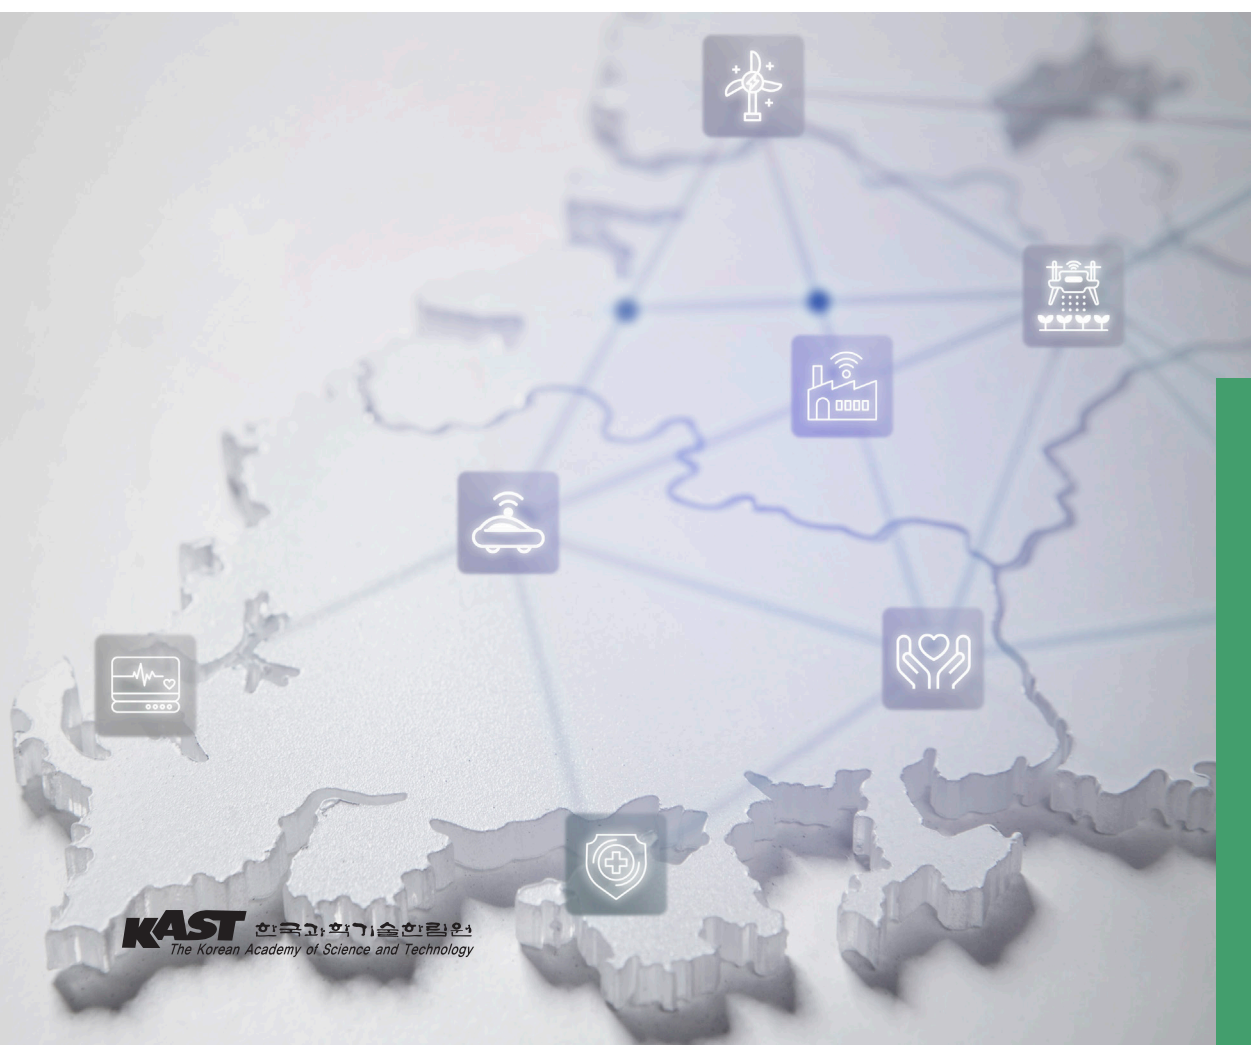 KAST 한국과학기술한림원
The Korean Academy of Science and Technology